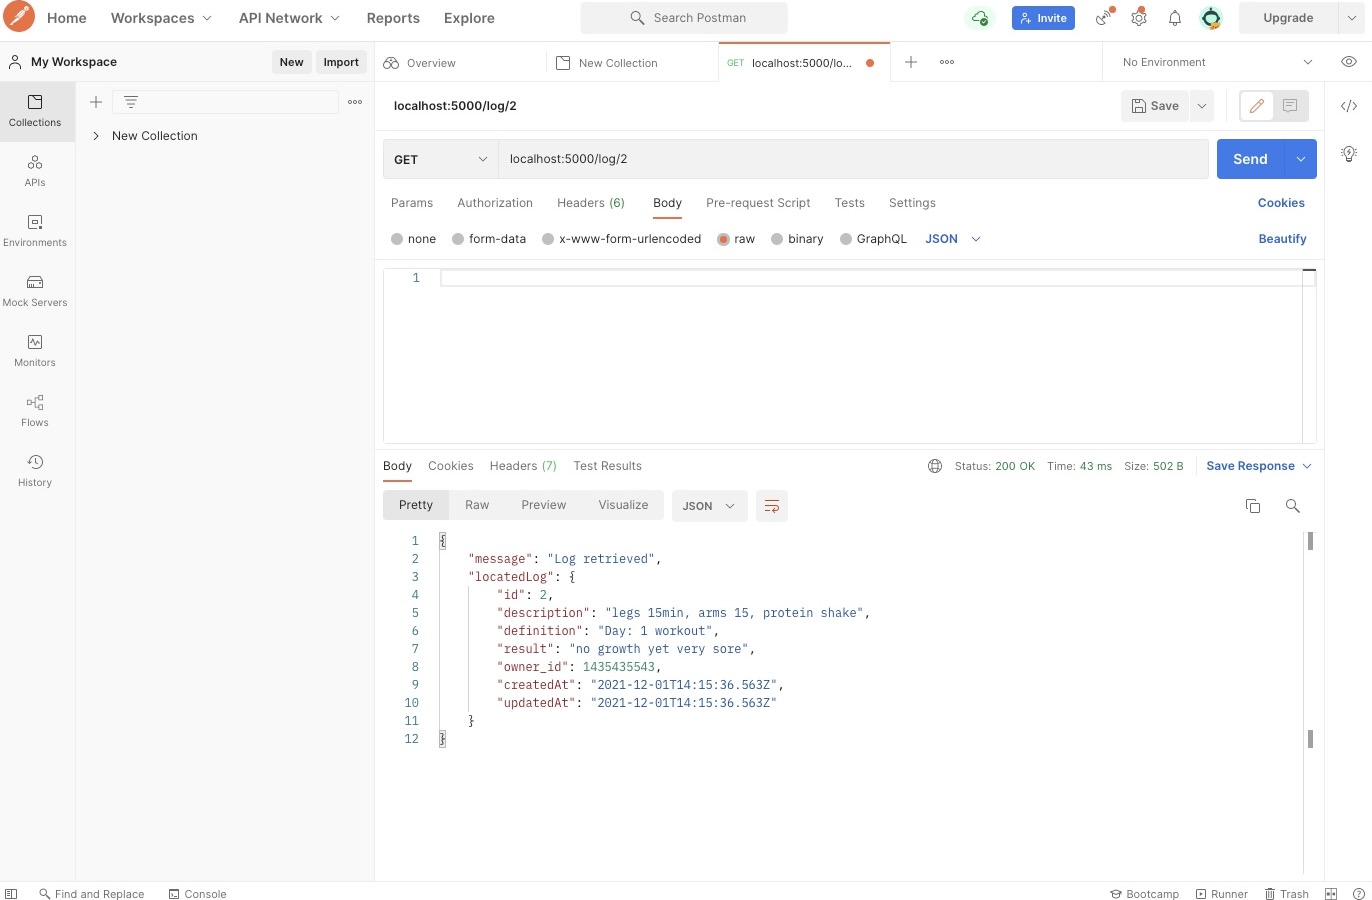 Home Workspaces API Network Reports Explore Search Postman Invite Upgrade
My Workspace New Import Overview New Collection GET localhost:5000/lo... No Environment
Collections
New Collection
APIs
Environments
Mock Servers
Monitors
Flows
History
localhost:5000/log/2 Save
GET localhost:5000/log/2 Send
Params Authorization Headers (6) Body Pre-request Script Tests Settings Cookies
none form-data x-www-form-urlencoded raw binary GraphQL JSON Beautify
1
Body Cookies Headers (7) Test Results Status: 200 OK Time: 43 ms Size: 502 B Save Response
Pretty Raw Preview Visualize JSON
1 {
2 "message": "Log retrieved",
3 "locatedLog": {
4 "id": 2,
5 "description": "legs 15min, arms 15, protein shake",
6 "definition": "Day: 1 workout",
7 "result": "no growth yet very sore",
8 "owner_id": 1435435543,
9 "createdAt": "2021-12-01T14:15:36.563Z",
10 "updatedAt": "2021-12-01T14:15:36.563Z"
11 }
12 }
Find and Replace Console Bootcamp Runner Trash